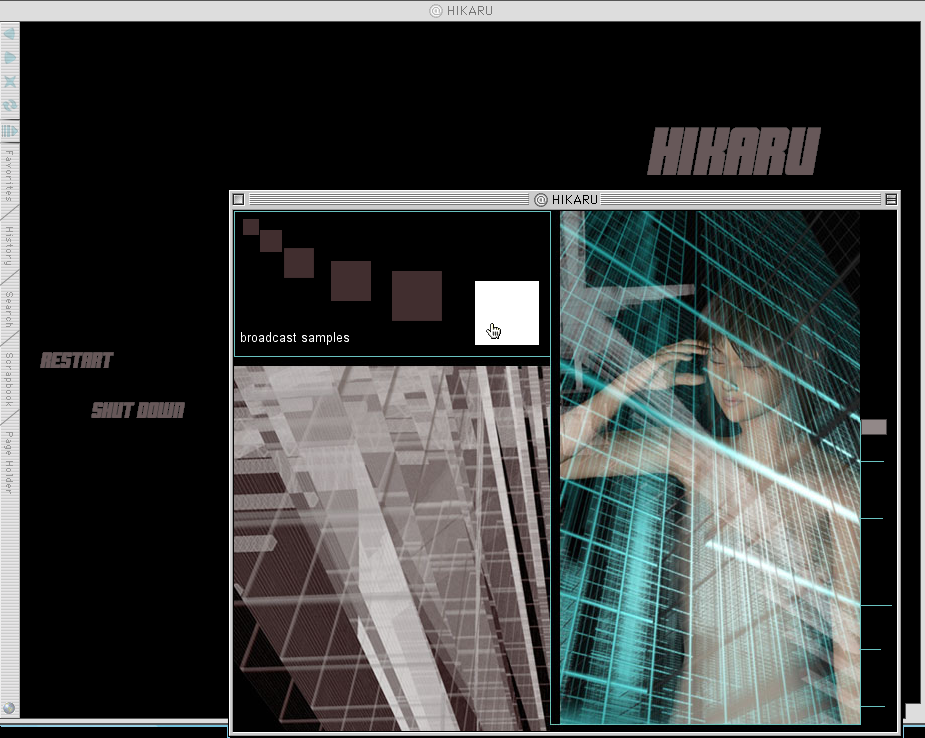 @ HIKARU
HIKARU
@ HIKARU
broadcast samples
RESTART
SHUT DOWN
Favorites
History
Search
Scrapbook
Page Holder